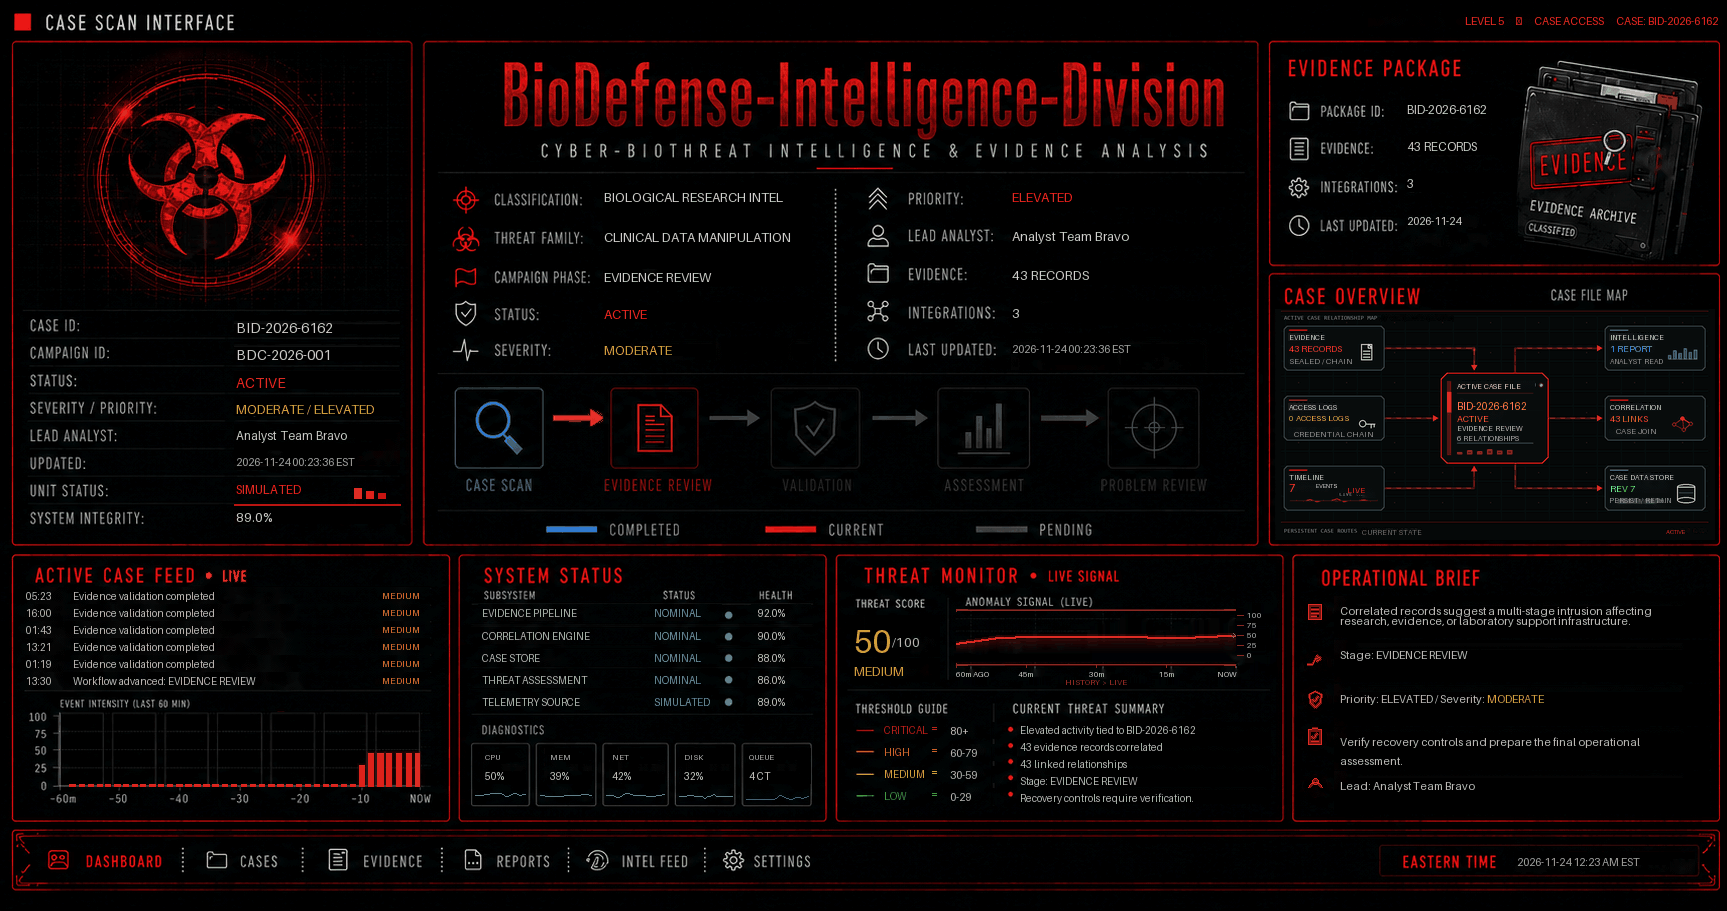 CASE SCAN INTERFACE
LEVEL 5 CASE ACCESS CASE: BID-2026-6162
CASE ID: BID-2026-6162
CAMPAIGN ID: BDC-2026-001
STATUS: ACTIVE
SEVERITY / PRIORITY: MODERATE / ELEVATED
LEAD ANALYST: Analyst Team Bravo
UPDATED: 2026-11-24 00:23:36 EST
UNIT STATUS: SIMULATED
SYSTEM INTEGRITY: 89.0%
BioDefense-Intelligence-Division
CYBER-BIOTHREAT INTELLIGENCE & EVIDENCE ANALYSIS
CLASSIFICATION: BIOLOGICAL RESEARCH INTEL
THREAT FAMILY: CLINICAL DATA MANIPULATION
CAMPAIGN PHASE: EVIDENCE REVIEW
STATUS: ACTIVE
SEVERITY: MODERATE
PRIORITY: ELEVATED
LEAD ANALYST: Analyst Team Bravo
EVIDENCE: 43 RECORDS
INTEGRATIONS: 3
LAST UPDATED: 2026-11-24 00:23:36 EST
CASE SCAN EVIDENCE REVIEW VALIDATION ASSESSMENT PROBLEM REVIEW
COMPLETED CURRENT PENDING
EVIDENCE PACKAGE
PACKAGE ID: BID-2026-6162
EVIDENCE: 43 RECORDS
INTEGRATIONS: 3
LAST UPDATED: 2026-11-24
EVIDENCE
EVIDENCE ARCHIVE
CLASSIFIED
CASE OVERVIEW CASE FILE MAP
ACTIVE CASE RELATIONSHIP MAP
EVIDENCE
43 RECORDS
SEALED / CHAIN
ACCESS LOGS
0 ACCESS LOGS
CREDENTIAL CHAIN
TIMELINE
7 EVENTS
LIVE
ACTIVE CASE FILE
BID-2026-6162
ACTIVE
EVIDENCE REVIEW
6 RELATIONSHIPS
INTELLIGENCE
1 REPORT
ANALYST READ
CORRELATION
43 LINKS
CASE JOIN
CASE DATASTORE
REV 7
PERSISTENT CASE ROUTES CURRENT STATE ACTIVE
ACTIVE CASE FEED • LIVE
05:23 Evidence validation completed MEDIUM
16:00 Evidence validation completed MEDIUM
01:43 Evidence validation completed MEDIUM
13:21 Evidence validation completed MEDIUM
01:19 Evidence validation completed MEDIUM
13:30 Workflow advanced: EVIDENCE REVIEW MEDIUM
EVENT INTENSITY (LAST 60 MIN)
100
75
50
25
0
-60m -50 -40 -30 -20 -10 NOW
SYSTEM STATUS
SUBSYSTEM STATUS HEALTH
EVIDENCE PIPELINE NOMINAL 92.0%
CORRELATION ENGINE NOMINAL 90.0%
CASE STORE NOMINAL 88.0%
THREAT ASSESSMENT NOMINAL 86.0%
TELEMETRY SOURCE SIMULATED 89.0%
DIAGNOSTICS
CPU MEM NET DISK QUEUE
50% 39% 42% 32% 4 CT
THREAT MONITOR • LIVE SIGNAL
THREAT SCORE
50/100
MEDIUM
ANOMALY SIGNAL (LIVE)
100
75
50
25
0
60m AGO 45m 30m 15m NOW
HISTORY > LIVE
THRESHOLD GUIDE
CRITICAL = 80+
HIGH = 60-79
MEDIUM = 30-59
LOW = 0-29
CURRENT THREAT SUMMARY
• Elevated activity tied to BID-2026-6162
• 43 evidence records correlated
• 43 linked relationships
• Stage: EVIDENCE REVIEW
• Recovery controls require verification.
OPERATIONAL BRIEF
Correlated records suggest a multi-stage intrusion affecting
research, evidence, or laboratory support infrastructure.
Stage: EVIDENCE REVIEW
Priority: ELEVATED / Severity: MODERATE
Verify recovery controls and prepare the final operational
assessment.
Lead: Analyst Team Bravo
DASHBOARD CASES EVIDENCE REPORTS INTEL FEED SETTINGS
EASTERN TIME 2026-11-24 12:23 AM EST